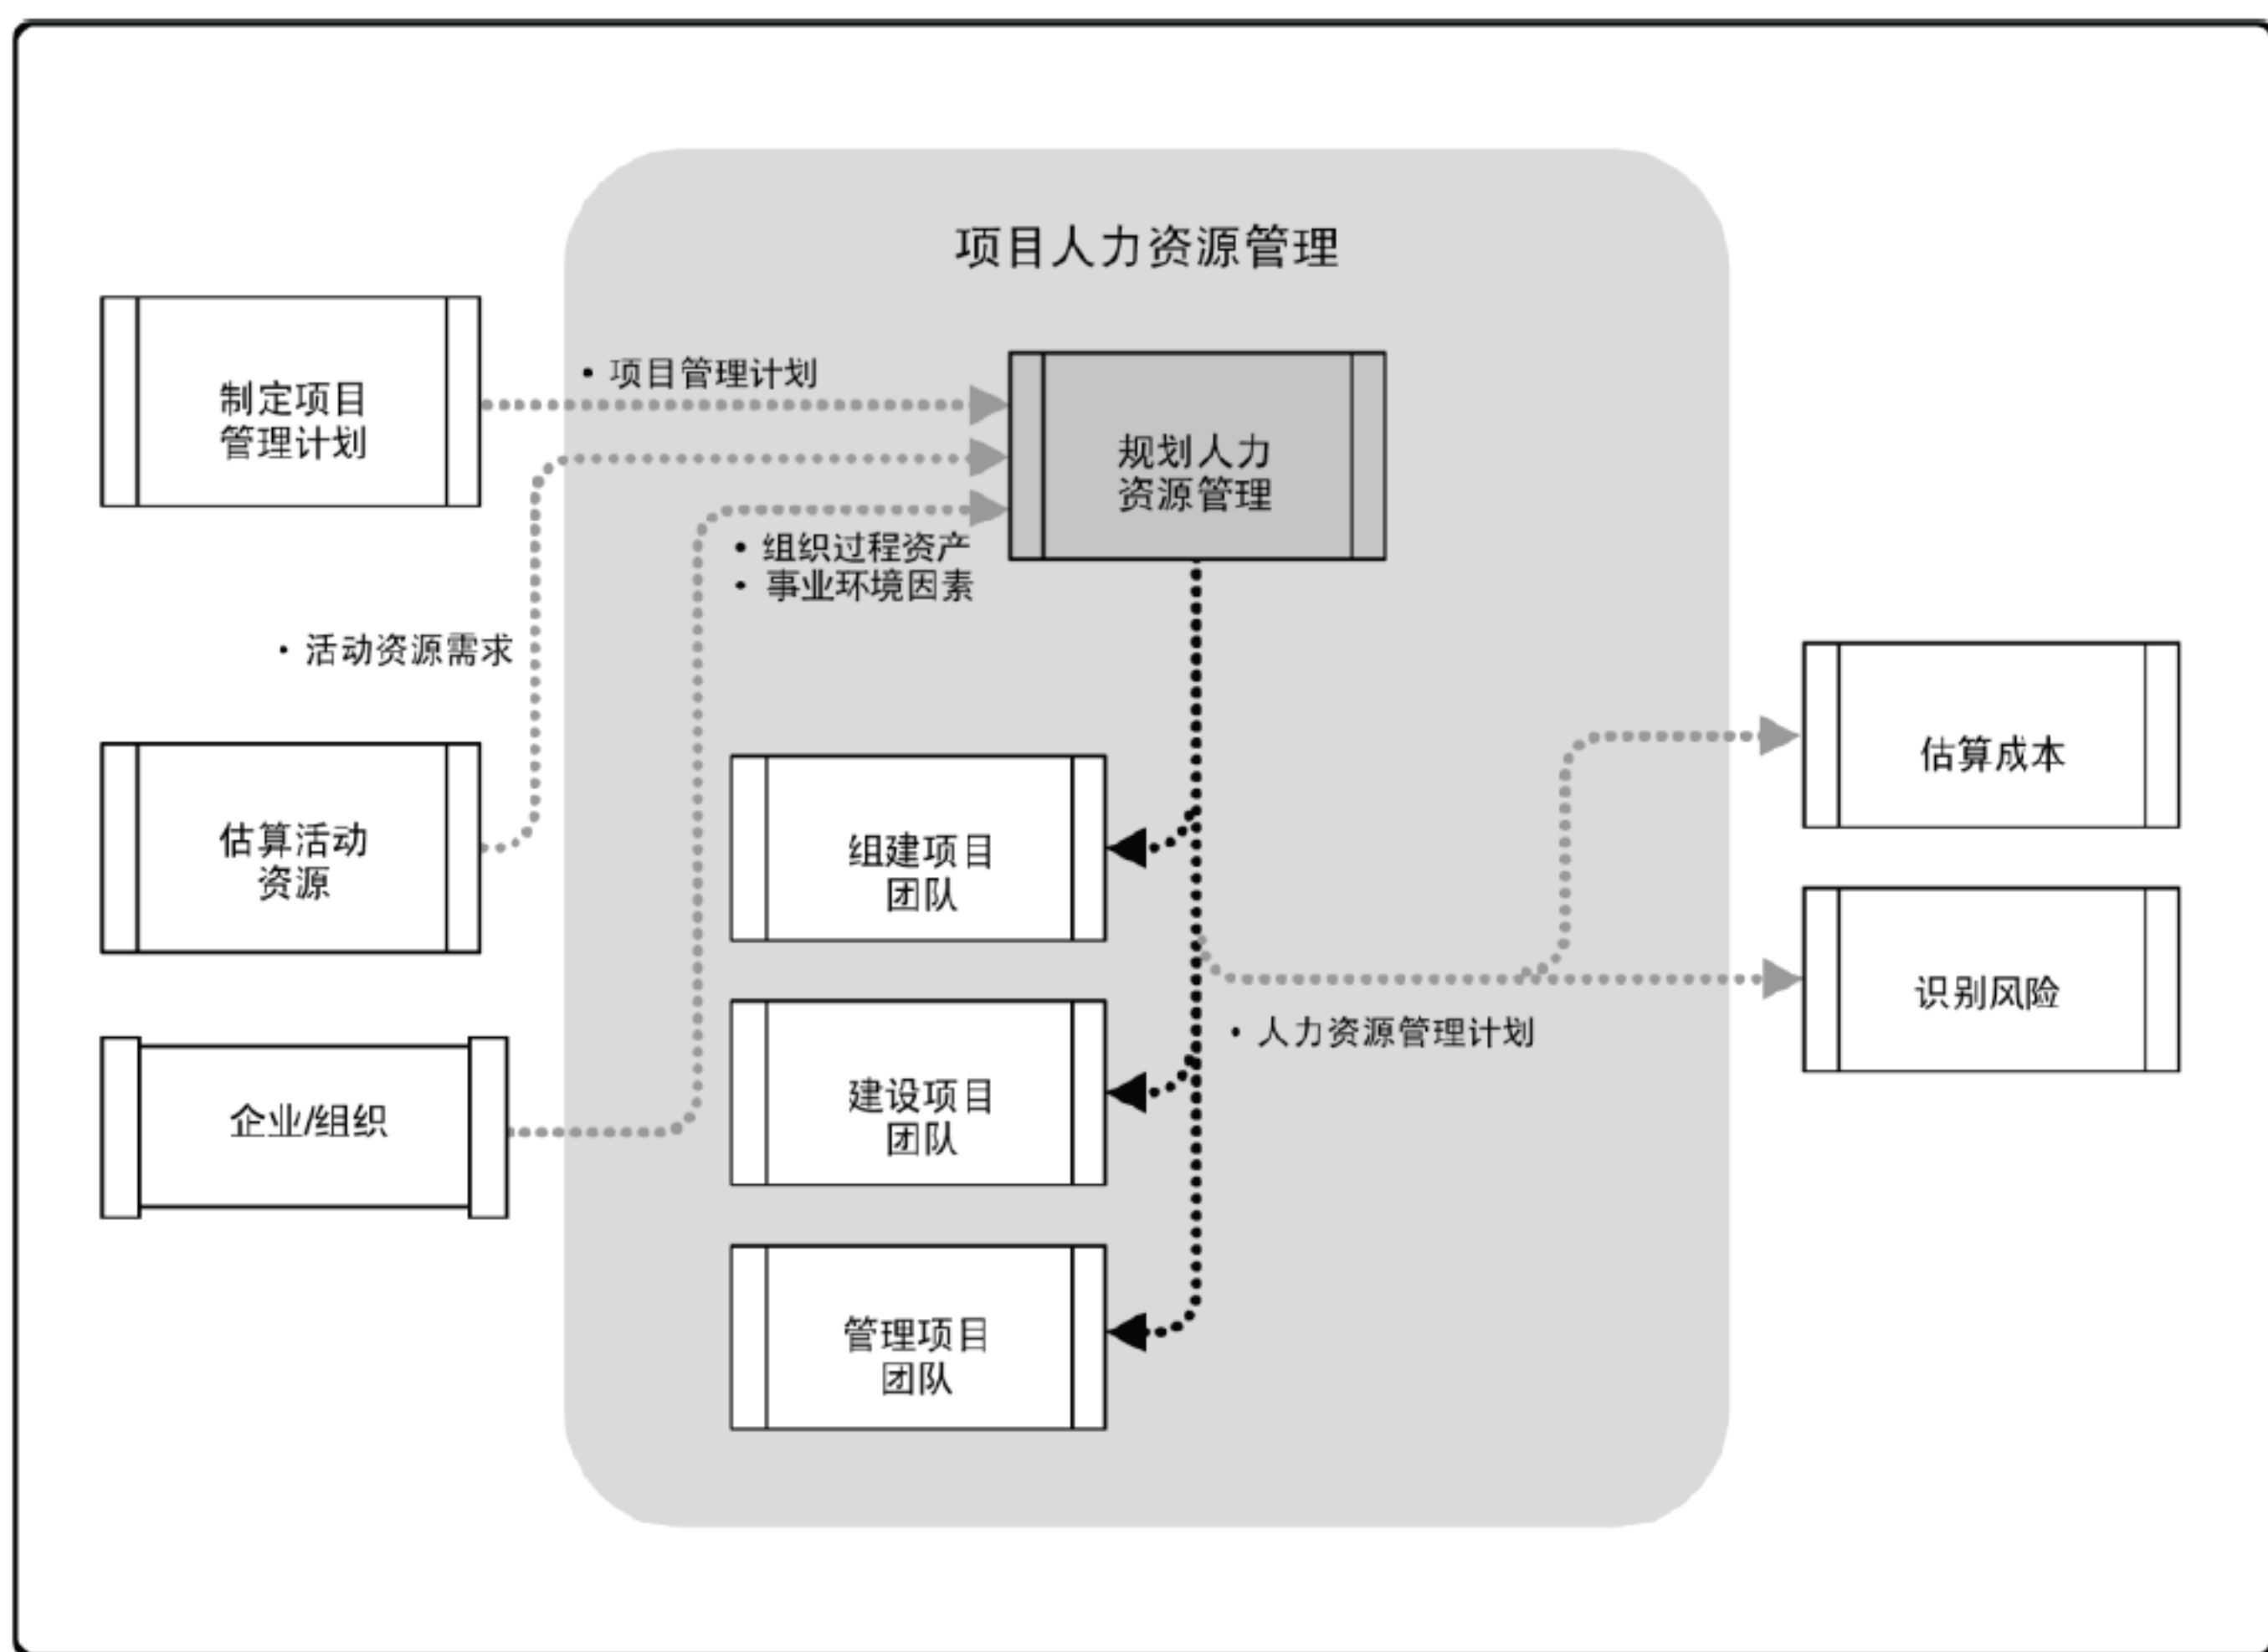 项目人力资源管理
制定项目
管理计划
• 项目管理计划
规划人力
资源管理
• 组织过程资产
• 事业环境因素
• 活动资源需求
估算活动
资源
企业/组织
组建项目
团队
建设项目
团队
管理项目
团队
• 人力资源管理计划
估算成本
识别风险